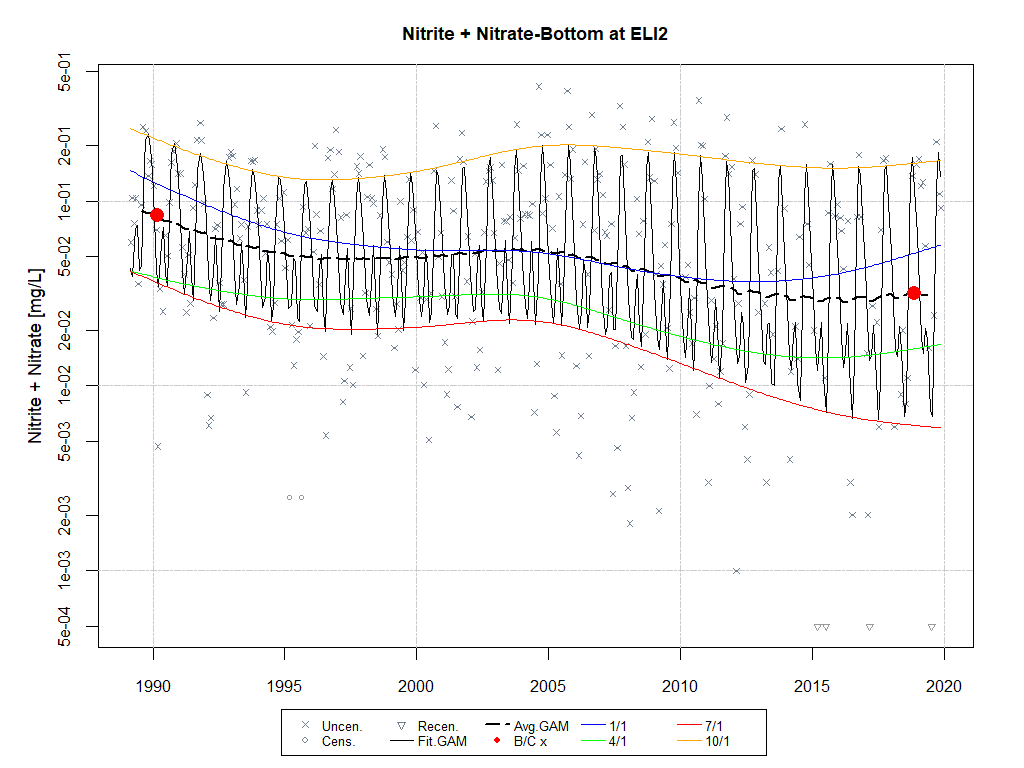 Nitrite + Nitrate-Bottom at ELI2
Nitrite + Nitrate [mg/L]
5e-01
2e-01
1e-01
5e-02
2e-02
1e-02
5e-03
2e-03
1e-03
5e-04
1990 1995 2000 2005 2010 2015 2020
Uncen. Recen. Avg.GAM 1/1 7/1
Cens. Fit.GAM B/C x 4/1 10/1